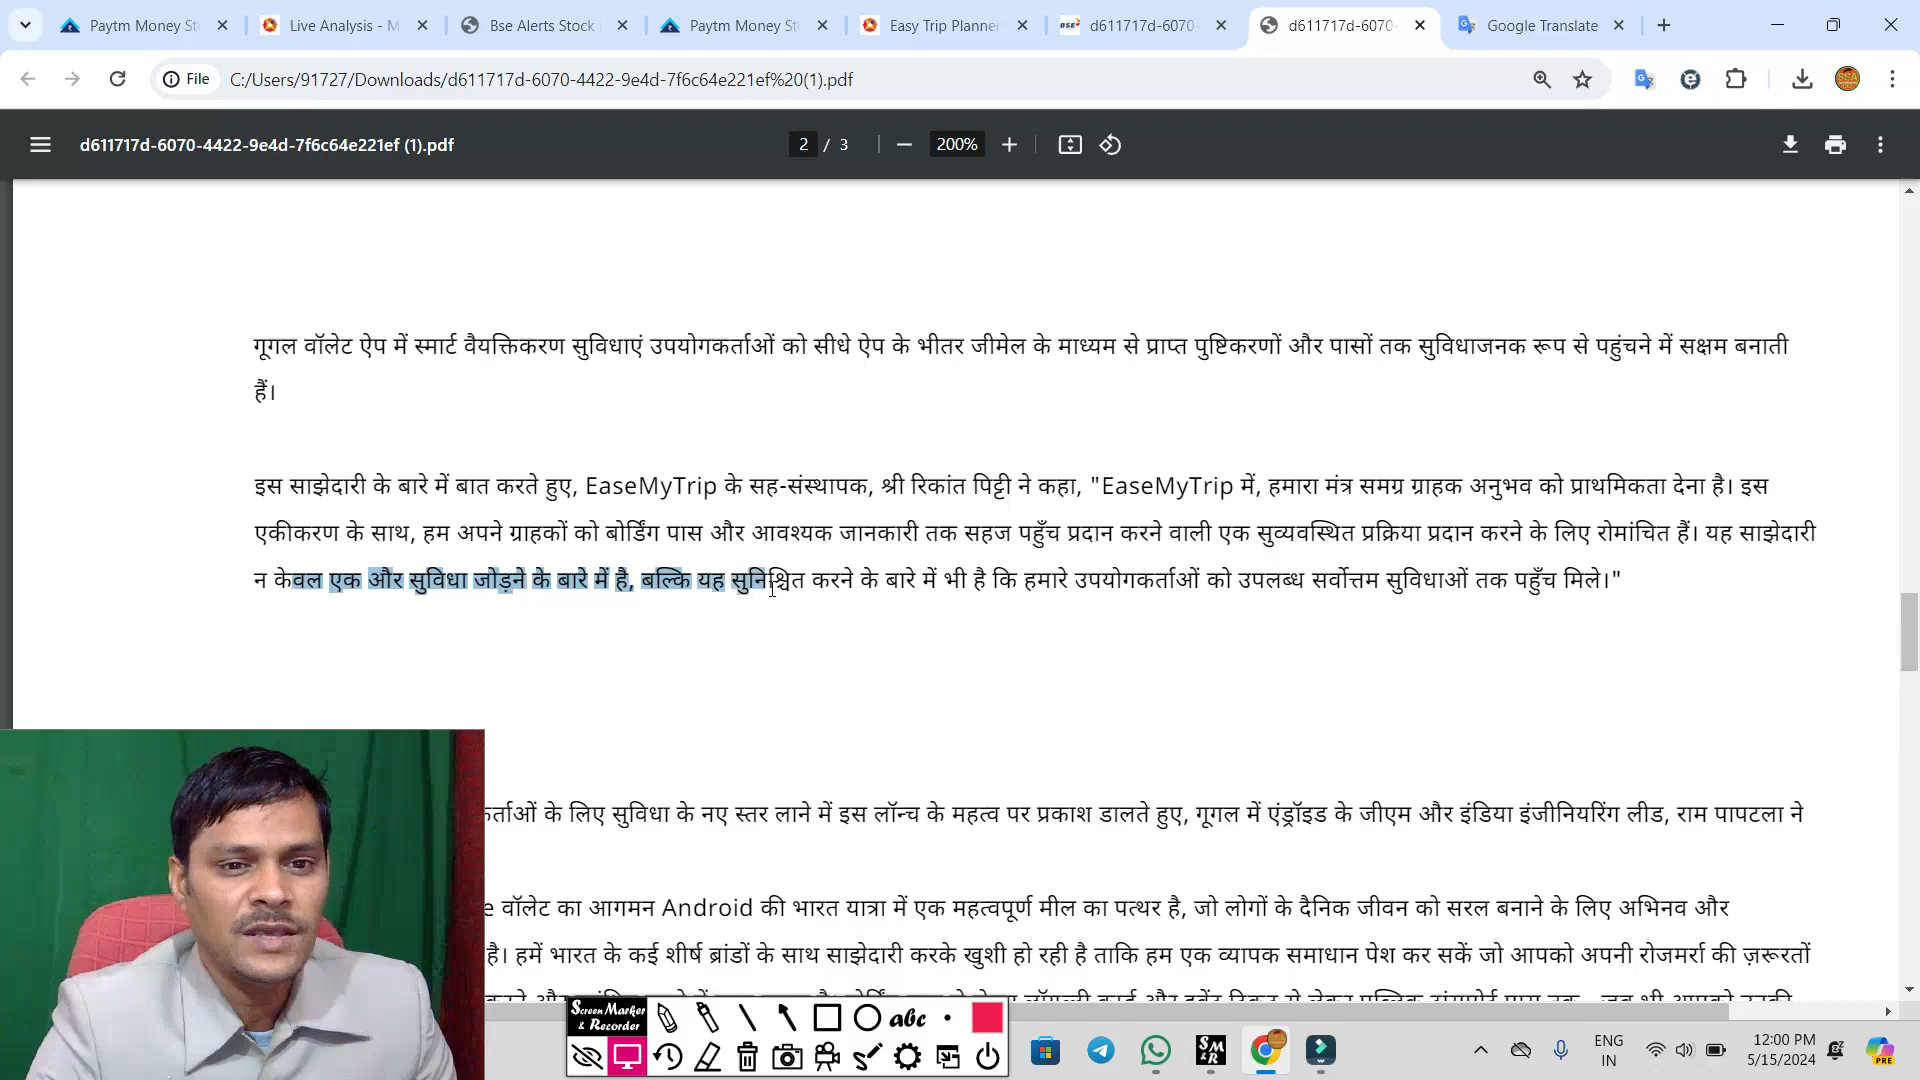 Paytm Money St
Live Analysis - M
Bse Alerts Stock
Paytm Money St
Easy Trip Planner
BSE
d611717d-6070-
d611717d-6070-
Google Translate
File
C:/Users/91727/Downloads/d611717d-6070-4422-9e4d-7f6c64e221ef%20(1).pdf
d611717d-6070-4422-9e4d-7f6c64e221ef (1).pdf
2 / 3
200%
गूगल वॉलेट ऐप में स्मार्ट वैयक्तिकरण सुविधाएं उपयोगकर्ताओं को सीधे ऐप के भीतर जीमेल के माध्यम से प्राप्त पुष्टिकरणों और पासों तक सुविधाजनक रूप से पहुंचने में सक्षम बनाती
हैं।
इस साझेदारी के बारे में बात करते हुए, EaseMyTrip के सह-संस्थापक, श्री रिकांत पिट्टी ने कहा, "EaseMyTrip में, हमारा मंत्र समग्र ग्राहक अनुभव को प्राथमिकता देना है। इस
एकीकरण के साथ, हम अपने ग्राहकों को बोर्डिंग पास और आवश्यक जानकारी तक सहज पहुँच प्रदान करने वाली एक सुव्यवस्थित प्रक्रिया प्रदान करने के लिए रोमांचित हैं। यह साझेदारी
न केवल एक और सुविधा जोड़ने के बारे में है, बल्कि यह सुनिश्चित करने के बारे में भी है कि हमारे उपयोगकर्ताओं को उपलब्ध सर्वोत्तम सुविधाओं तक पहुँच मिले।"
कर्ताओं के लिए सुविधा के नए स्तर लाने में इस लॉन्च के महत्व पर प्रकाश डालते हुए, गूगल में एंड्रॉइड के जीएम और इंडिया इंजीनियरिंग लीड, राम पापटला ने
e वॉलेट का आगमन Android की भारत यात्रा में एक महत्वपूर्ण मील का पत्थर है, जो लोगों के दैनिक जीवन को सरल बनाने के लिए अभिनव और
है। हमें भारत के कई शीर्ष ब्रांडों के साथ साझेदारी करके खुशी हो रही है ताकि हम एक व्यापक समाधान पेश कर सकें जो आपको अपनी रोजमर्रा की ज़रूरतों
Screen Marker
& Recorder
abc
SM
&R
ENG
IN
12:00 PM
5/15/2024
PRE